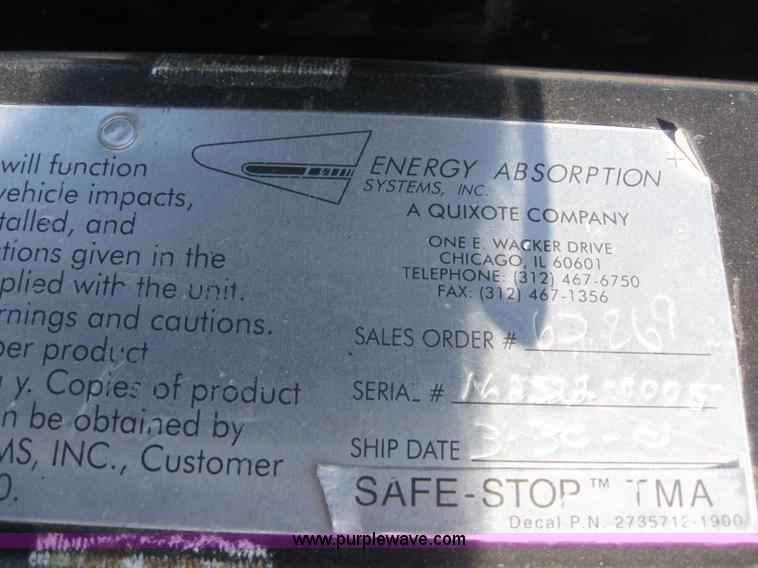 will function
vehicle impacts,
talled, and
tions given in the
plied with the unit.
rnings and cautions.
per product
y. Copies of product
n be obtained by
MS, INC., Customer
0.
ENERGY ABSORPTION
SYSTEMS, INC.
A QUIXOTE COMPANY
ONE E. WACKER DRIVE
CHICAGO, IL 60601
TELEPHONE: (312) 467-6750
FAX: (312) 467-1356
SALES ORDER # 63269
SERIAL #
SHIP DATE
SAFE-STOP™ TMA
Decal P.N. 2735712-1900
www.purplewave.com